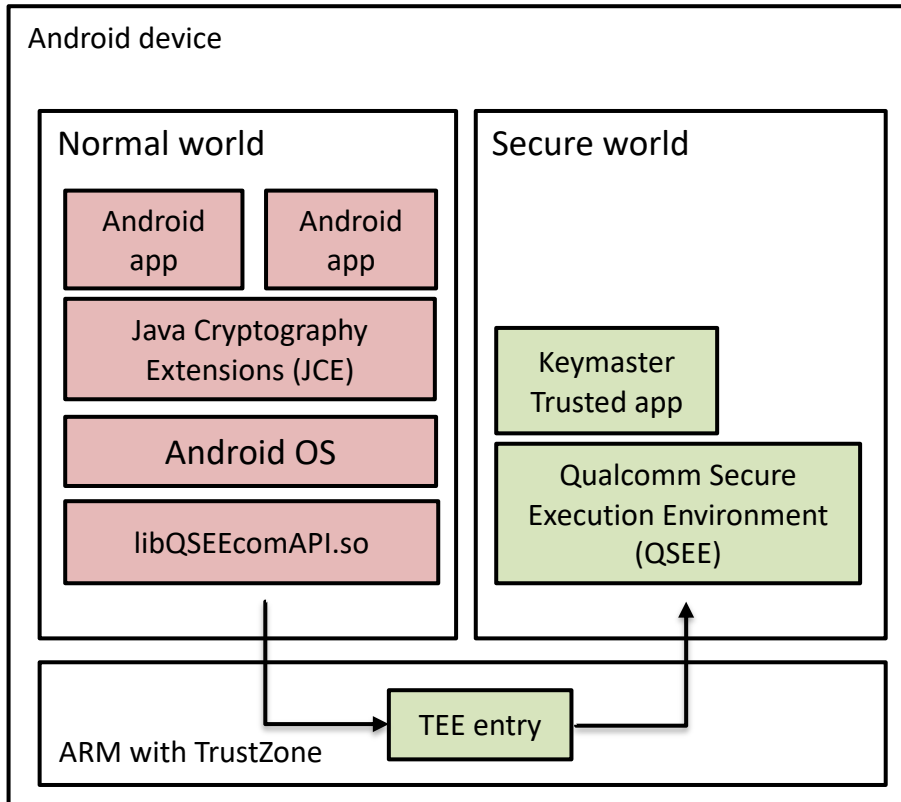 Android device
Normal world
Android
app
Android
app
Java Cryptography
Extensions (JCE)
Android OS
libQSEEcomAPI.so
Secure world
Keymaster
Trusted app
Qualcomm Secure
Execution Environment
(QSEE)
TEE entry
ARM with TrustZone